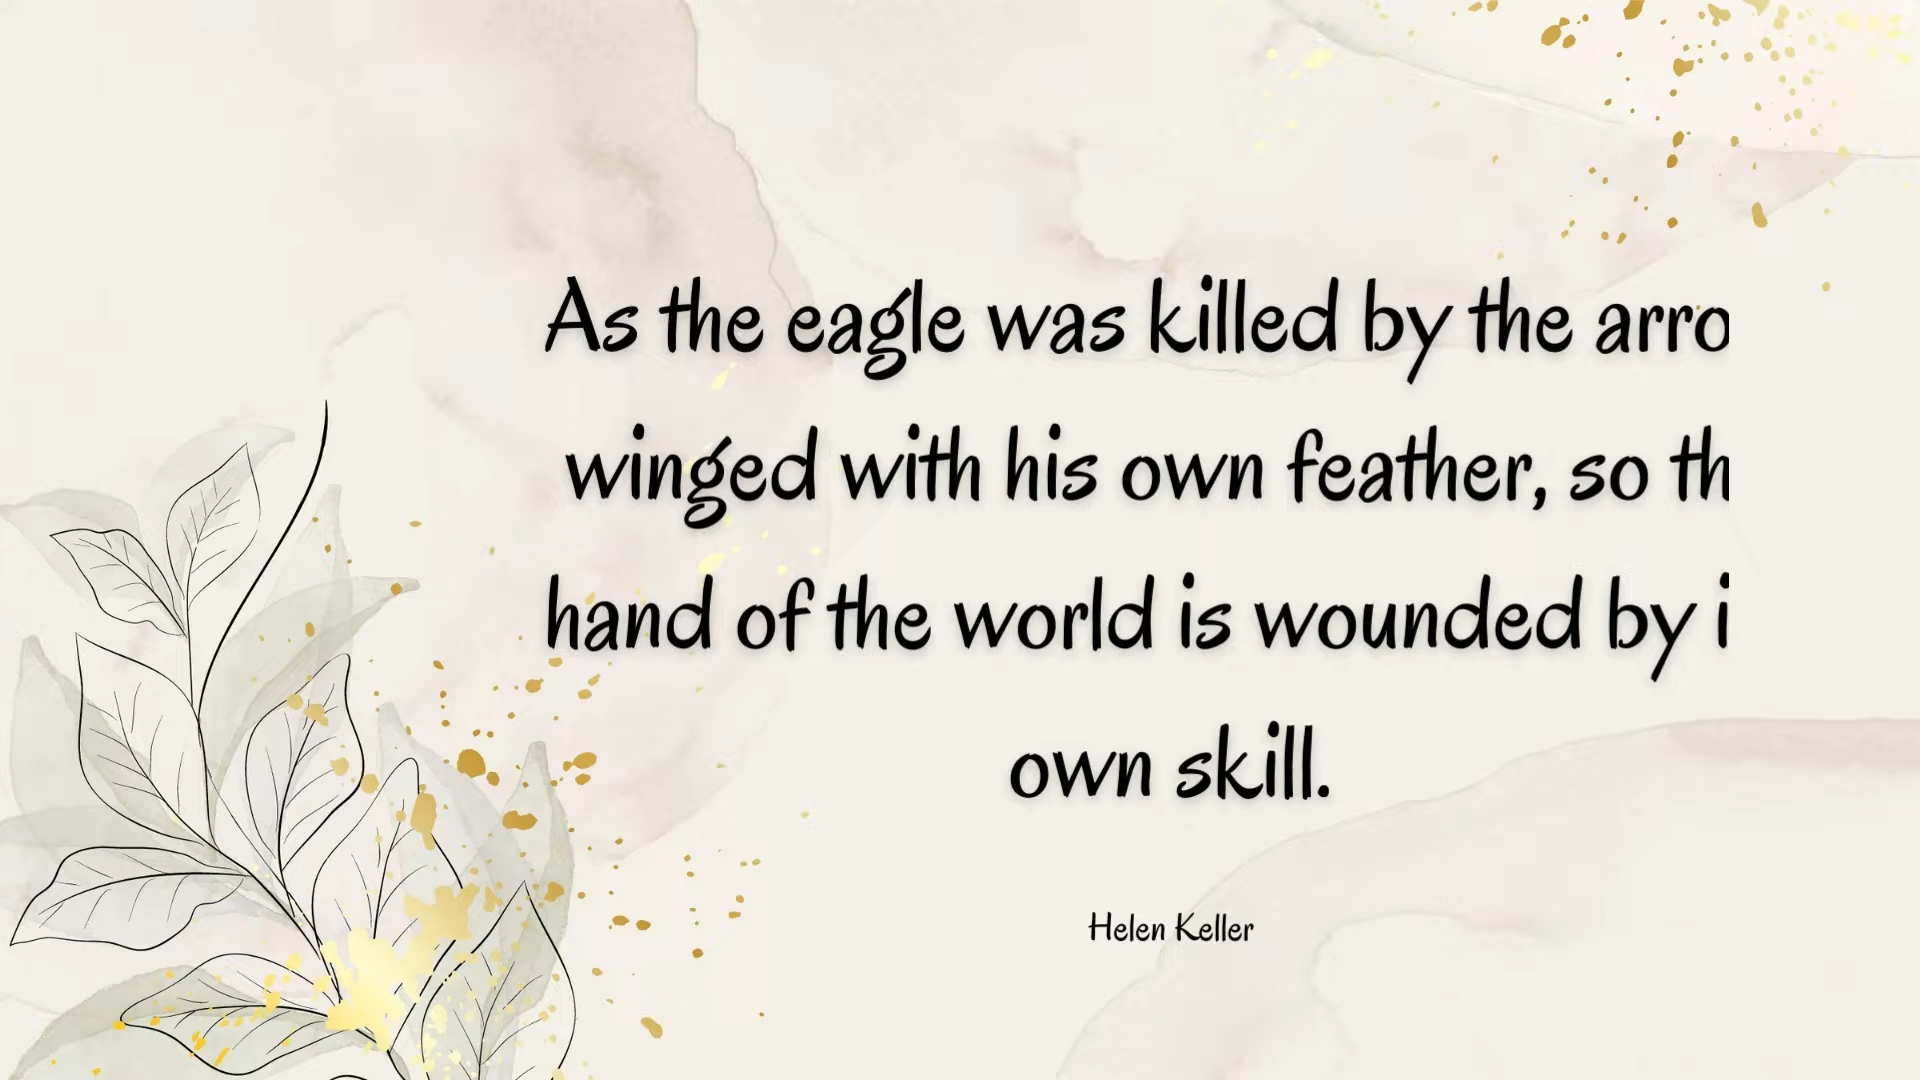 As the eagle was killed by the arro
winged with his own feather, so th
hand of the world is wounded by i
own skill.
Helen Keller